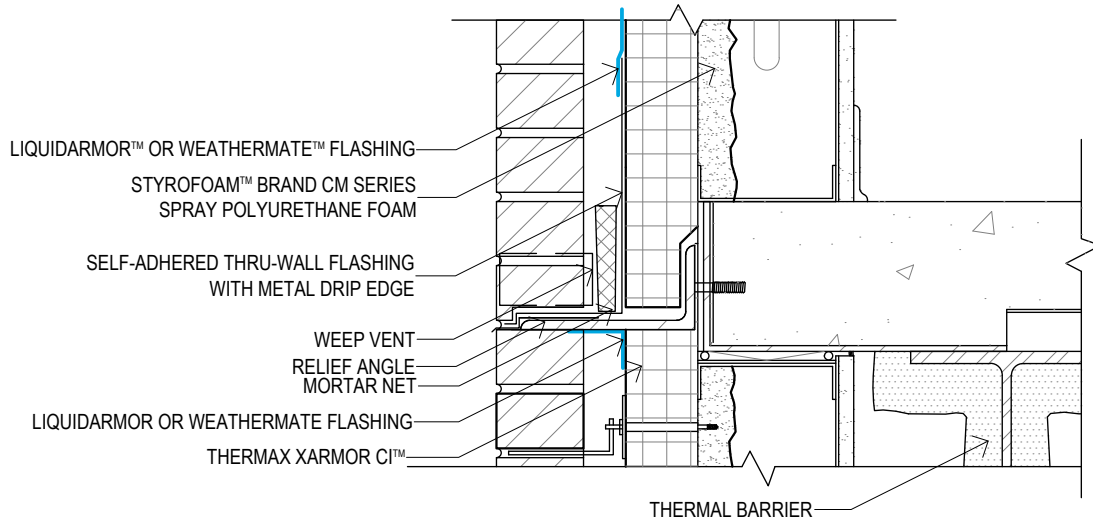 LIQUIDARMOR™ OR WEATHERMATE™ FLASHING
STYROFOAM™ BRAND CM SERIES
SPRAY POLYURETHANE FOAM
SELF-ADHERED THRU-WALL FLASHING
WITH METAL DRIP EDGE
WEEP VENT
RELIEF ANGLE
MORTAR NET
LIQUIDARMOR OR WEATHERMATE FLASHING
THERMAX XARMOR CI™
THERMAL BARRIER